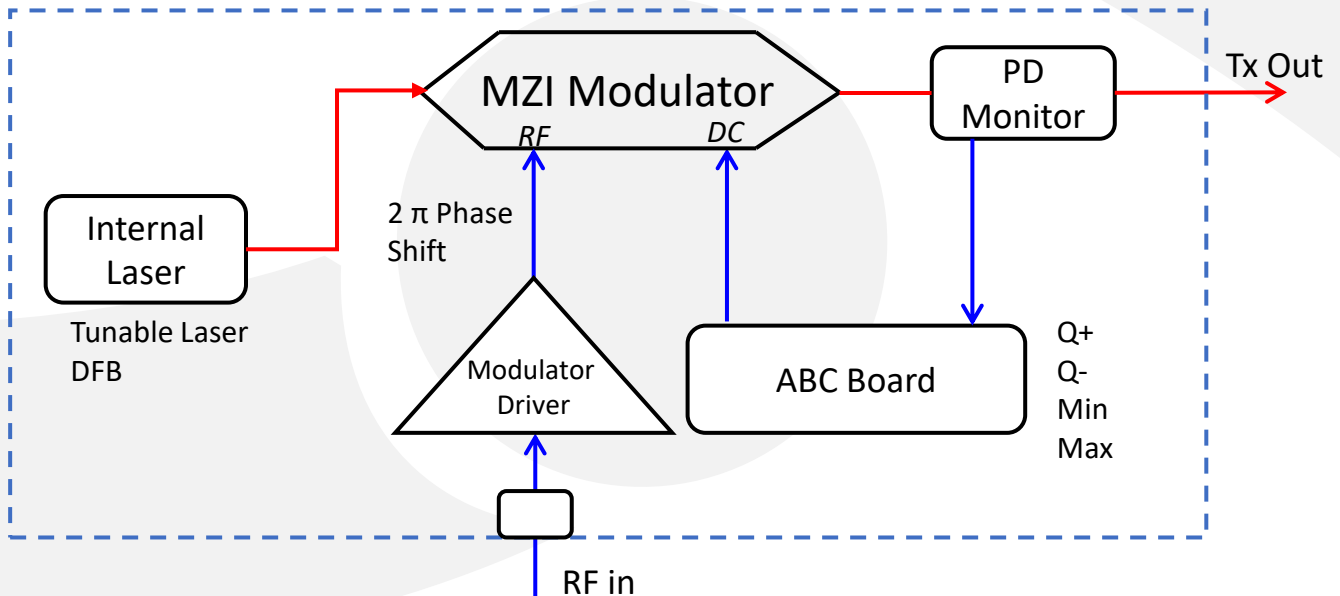 MZI Modulator
RF
DC
PD
Monitor
Tx Out
Internal
Laser
Tunable Laser
DFB
2 π Phase
Shift
Modulator
Driver
ABC Board
Q+
Q-
Min
Max
RF in